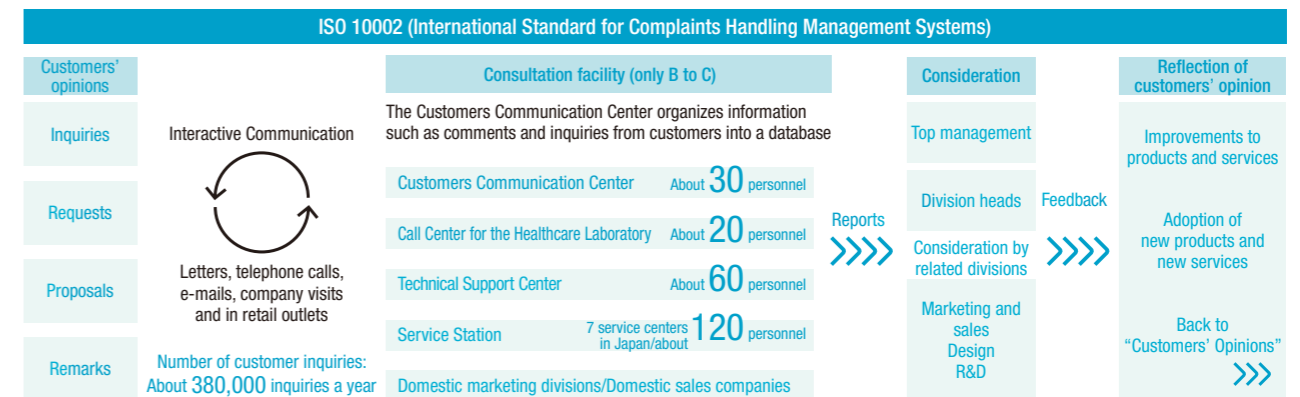 ISO 10002 (International Standard for Complaints Handling Management Systems)
Customers’
opinions
Inquiries
Requests
Proposals
Remarks
Interactive Communication
Letters, telephone calls,
e-mails, company visits
and in retail outlets
Number of customer inquiries:
About 380,000 inquiries a year
Consultation facility (only B to C)
The Customers Communication Center organizes information
such as comments and inquiries from customers into a database
Customers Communication Center About 30 personnel
Call Center for the Healthcare Laboratory About 20 personnel
Technical Support Center About 60 personnel
Service Station 7 service centers
in Japan/about 120 personnel
Domestic marketing divisions/Domestic sales companies
Reports
Consideration
Top management
Division heads
Consideration by
related divisions
Marketing and
sales
Design
R&D
Feedback
Reflection of
customers’ opinion
Improvements to
products and services
Adoption of
new products and
new services
Back to
“Customers’ Opinions”